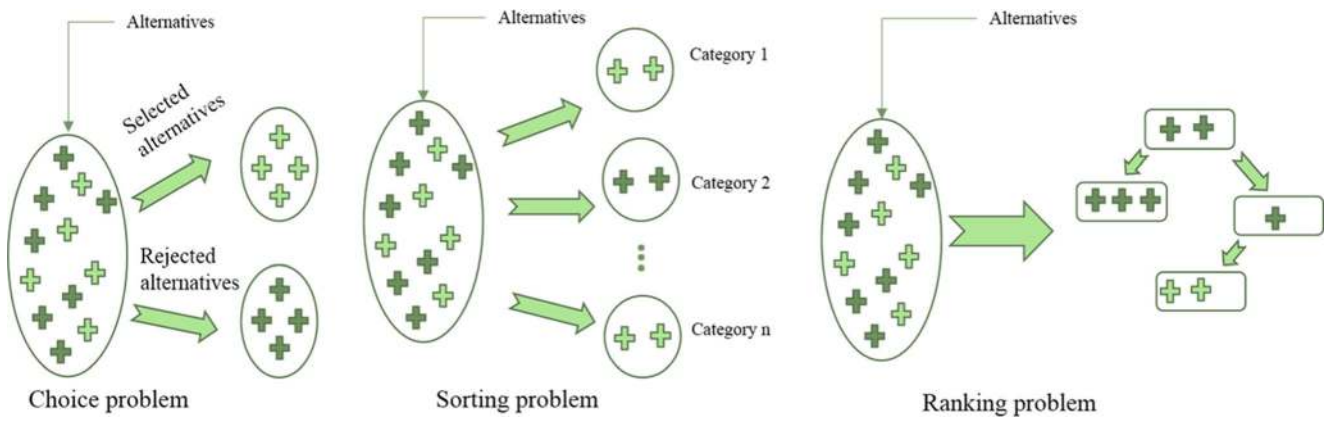 Alternatives
Selected
alternatives
Rejected
alternatives
Choice problem
Alternatives
Category 1
Category 2
Category n
Sorting problem
Alternatives
Ranking problem